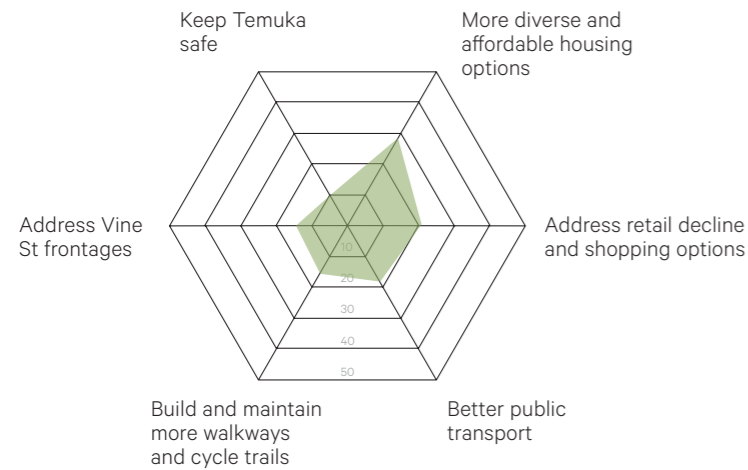 Keep Temuka
safe
More diverse and
affordable housing
options
Address Vine
St frontages
Address retail decline
and shopping options
10
20
30
40
50
Build and maintain
more walkways
and cycle trails
Better public
transport